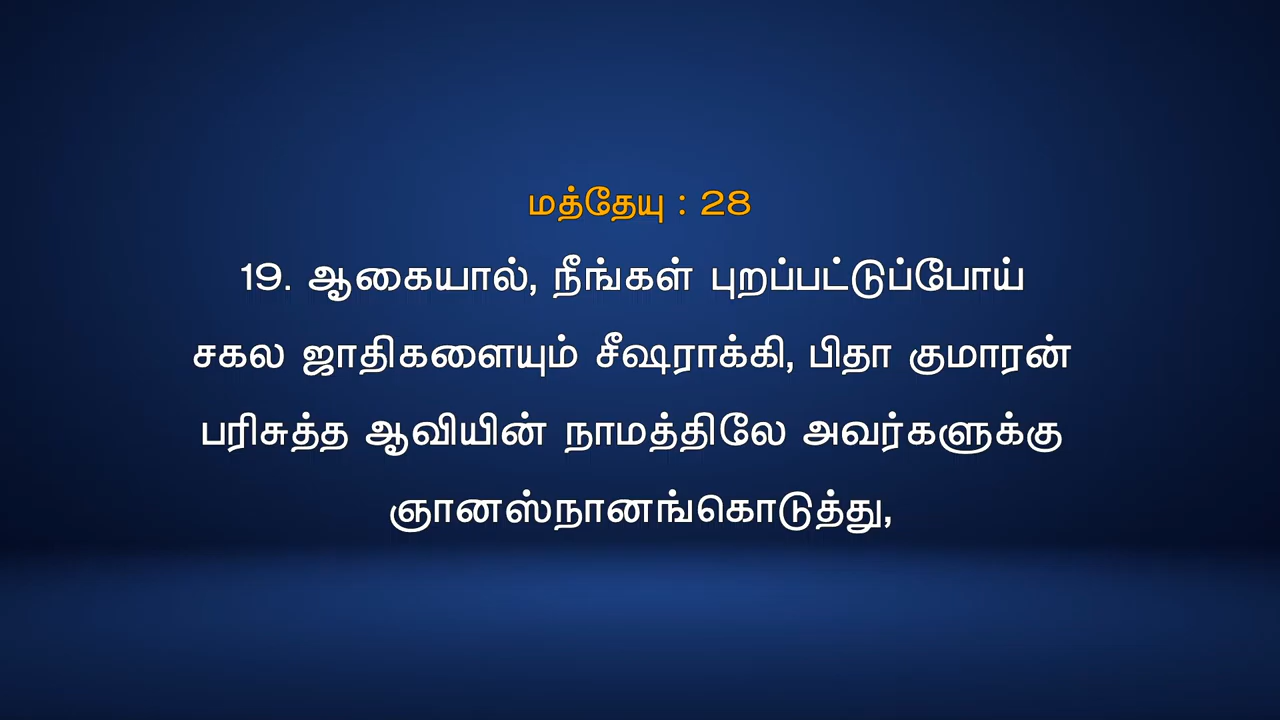 மத்தேயு : 28
19. ஆகையால், நீங்கள் புறப்பட்டுப்போய்
சகல ஜாதிகளையும் சீஷராக்கி, பிதா குமாரன்
பரிசுத்த ஆவியின் நாமத்திலே அவர்களுக்கு
ஞானஸ்நானங்கொடுத்து,